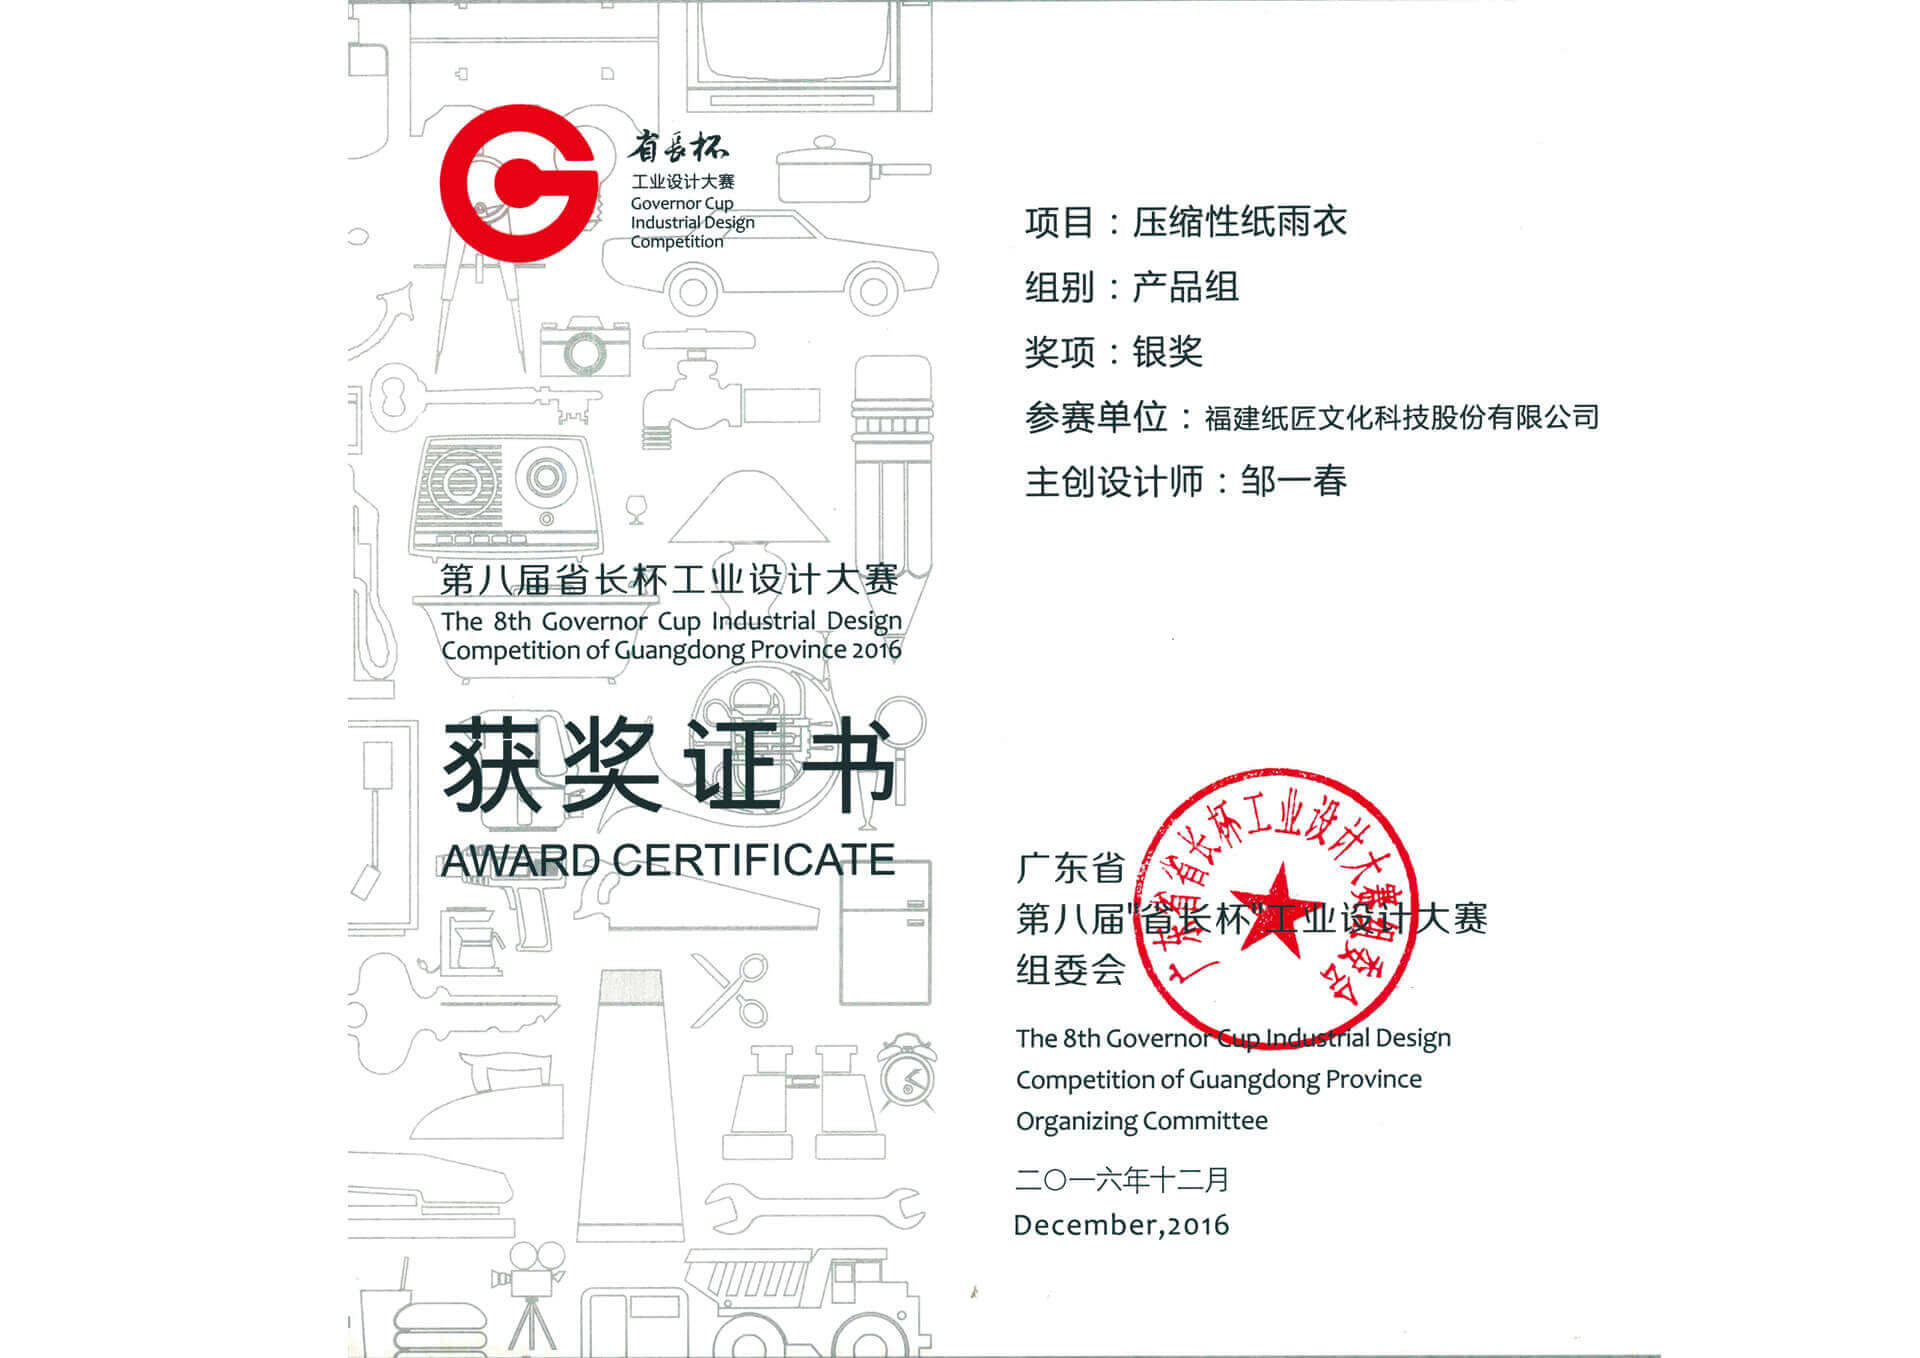 省長杯
工业设计大赛
Governor Cup
Industrial Design
Competition
第八届省长杯工业设计大赛
The 8th Governor Cup Industrial Design
Competition of Guangdong Province 2016
获奖证书
AWARD CERTIFICATE
项目：压缩性纸雨衣
组别：产品组
奖项：银奖
参赛单位：福建纸匠文化科技股份有限公司
主创设计师：邹一春
广东省
第八届"省长杯"工业设计大赛
组委会
广东省省长杯工业设计大赛组委会
The 8th Governor Cup Industrial Design
Competition of Guangdong Province
Organizing Committee
二〇一六年十二月
December,2016